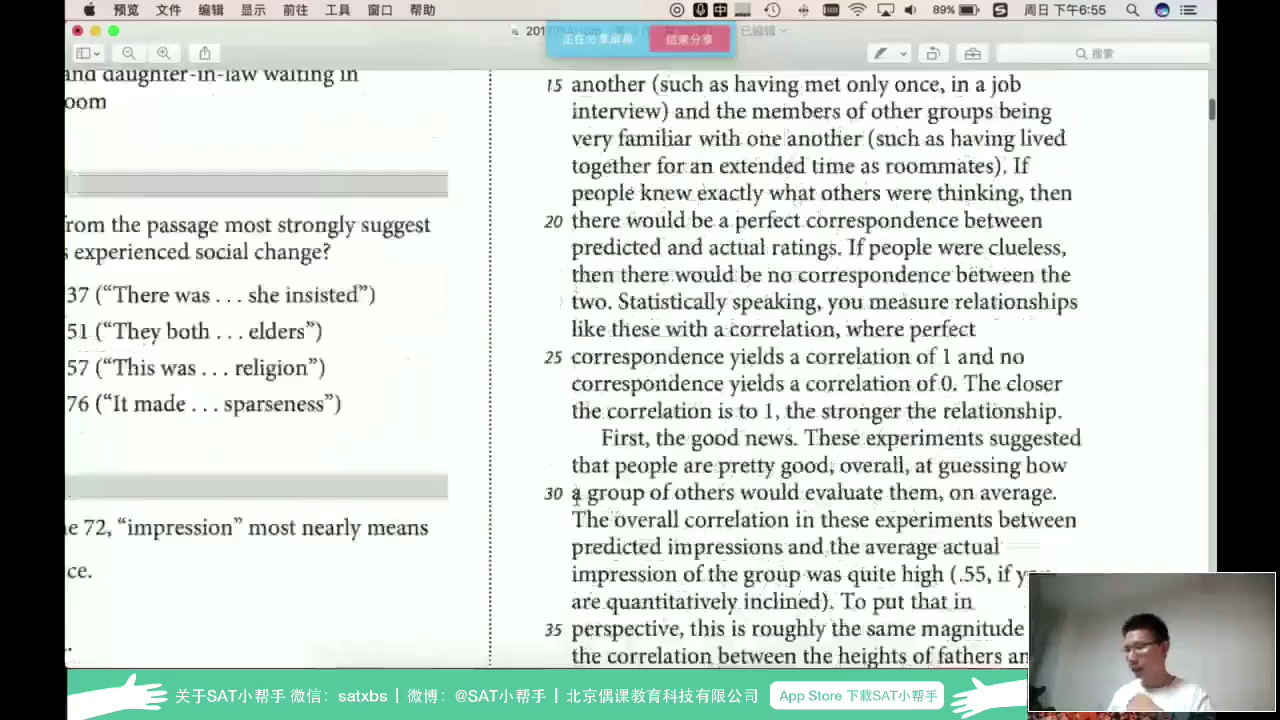 预览 文件 编辑 显示 前往 工具 窗口 帮助
中
89%
周日 下午6:55
正在分享屏幕
结束分享
已编辑
搜索
and daughter-in-law waiting in
oom
rom the passage most strongly suggest
s experienced social change?
37 (“There was . . . she insisted”)
51 (“They both . . . elders”)
57 (“This was . . . religion”)
76 (“It made . . . sparseness”)
ne 72, “impression” most nearly means
ce.
15 another (such as having met only once, in a job
interview) and the members of other groups being
very familiar with one another (such as having lived
together for an extended time as roommates). If
people knew exactly what others were thinking, then
20 there would be a perfect correspondence between
predicted and actual ratings. If people were clueless,
then there would be no correspondence between the
two. Statistically speaking, you measure relationships
like these with a correlation, where perfect
25 correspondence yields a correlation of 1 and no
correspondence yields a correlation of 0. The closer
the correlation is to 1, the stronger the relationship.
First, the good news. These experiments suggested
that people are pretty good, overall, at guessing how
30 a group of others would evaluate them, on average.
The overall correlation in these experiments between
predicted impressions and the average actual
impression of the group was quite high (.55, if
are quantitatively inclined). To put that in
35 perspective, this is roughly the same magnitude
the correlation between the heights of fathers
关于SAT小帮手 微信：satxbs | 微博：@SAT小帮手 | 北京偶课教育科技有限公司
App Store 下载SAT小帮手